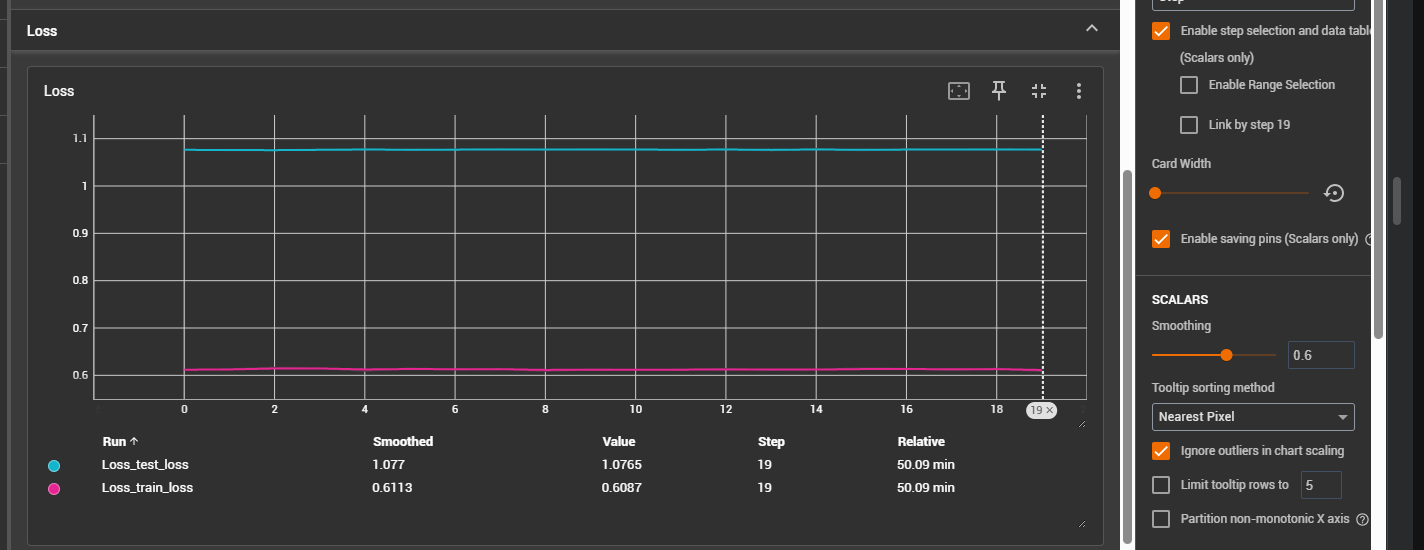 Loss
Loss
1.1
1
0.9
0.8
0.7
0.6
0 2 4 6 8 10 12 14 16 18 19 ×
Run ↑ Smoothed Value Step Relative
Loss_test_loss 1.077 1.0765 19 50.09 min
Loss_train_loss 0.6113 0.6087 19 50.09 min
Enable step selection and data table
(Scalars only)
Enable Range Selection
Link by step 19
Card Width
Enable saving pins (Scalars only)
SCALARS
Smoothing
0.6
Tooltip sorting method
Nearest Pixel
Ignore outliers in chart scaling
Limit tooltip rows to 5
Partition non-monotonic X axis